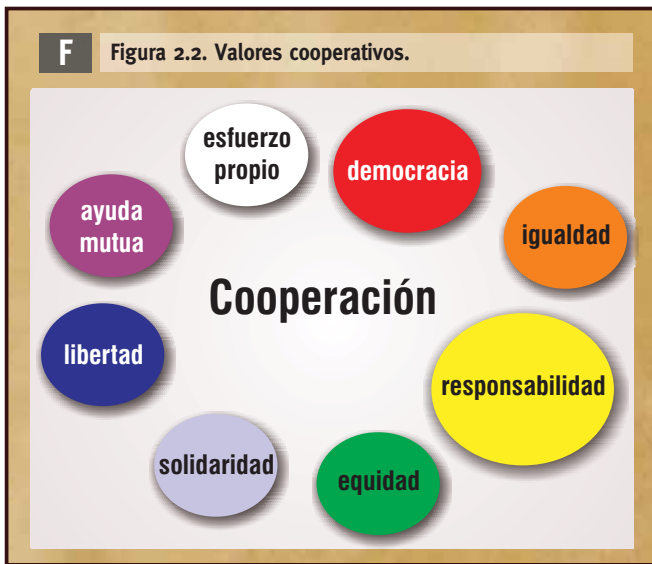 F
Figura 2.2. Valores cooperativos.
esfuerzo
propio
democracia
ayuda
mutua
igualdad
Cooperación
libertad
responsabilidad
solidaridad
equidad